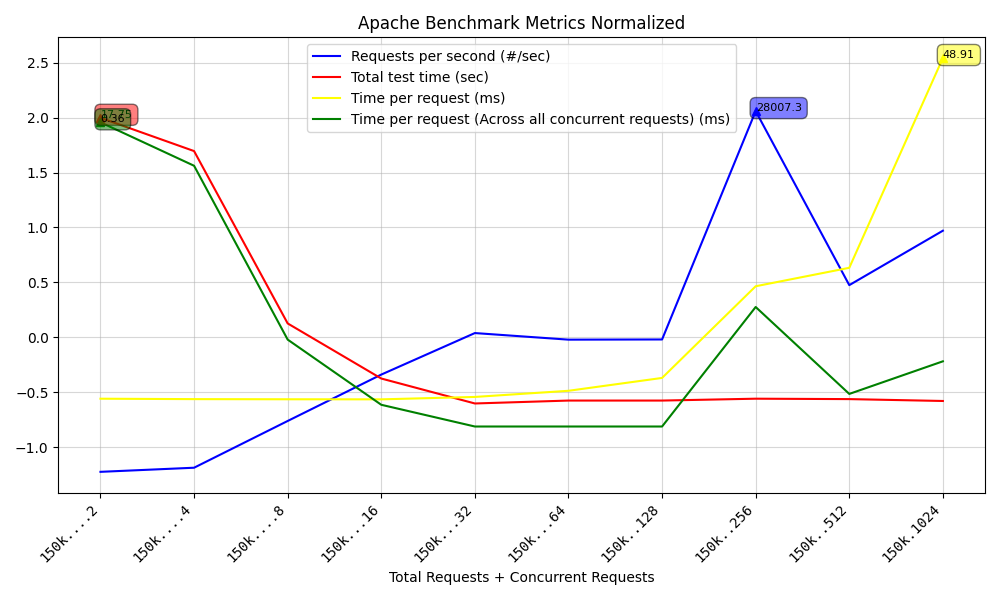 Apache Benchmark Metrics Normalized
Requests per second (#/sec)
Total test time (sec)
Time per request (ms)
Time per request (Across all concurrent requests) (ms)
48.91
28007.3
0.36
2.5
2.0
1.5
1.0
0.5
0.0
−0.5
−1.0
150k....2
150k....4
150k....8
150k...16
150k...32
150k...64
150k..128
150k..256
150k..512
150k.1024
Total Requests + Concurrent Requests